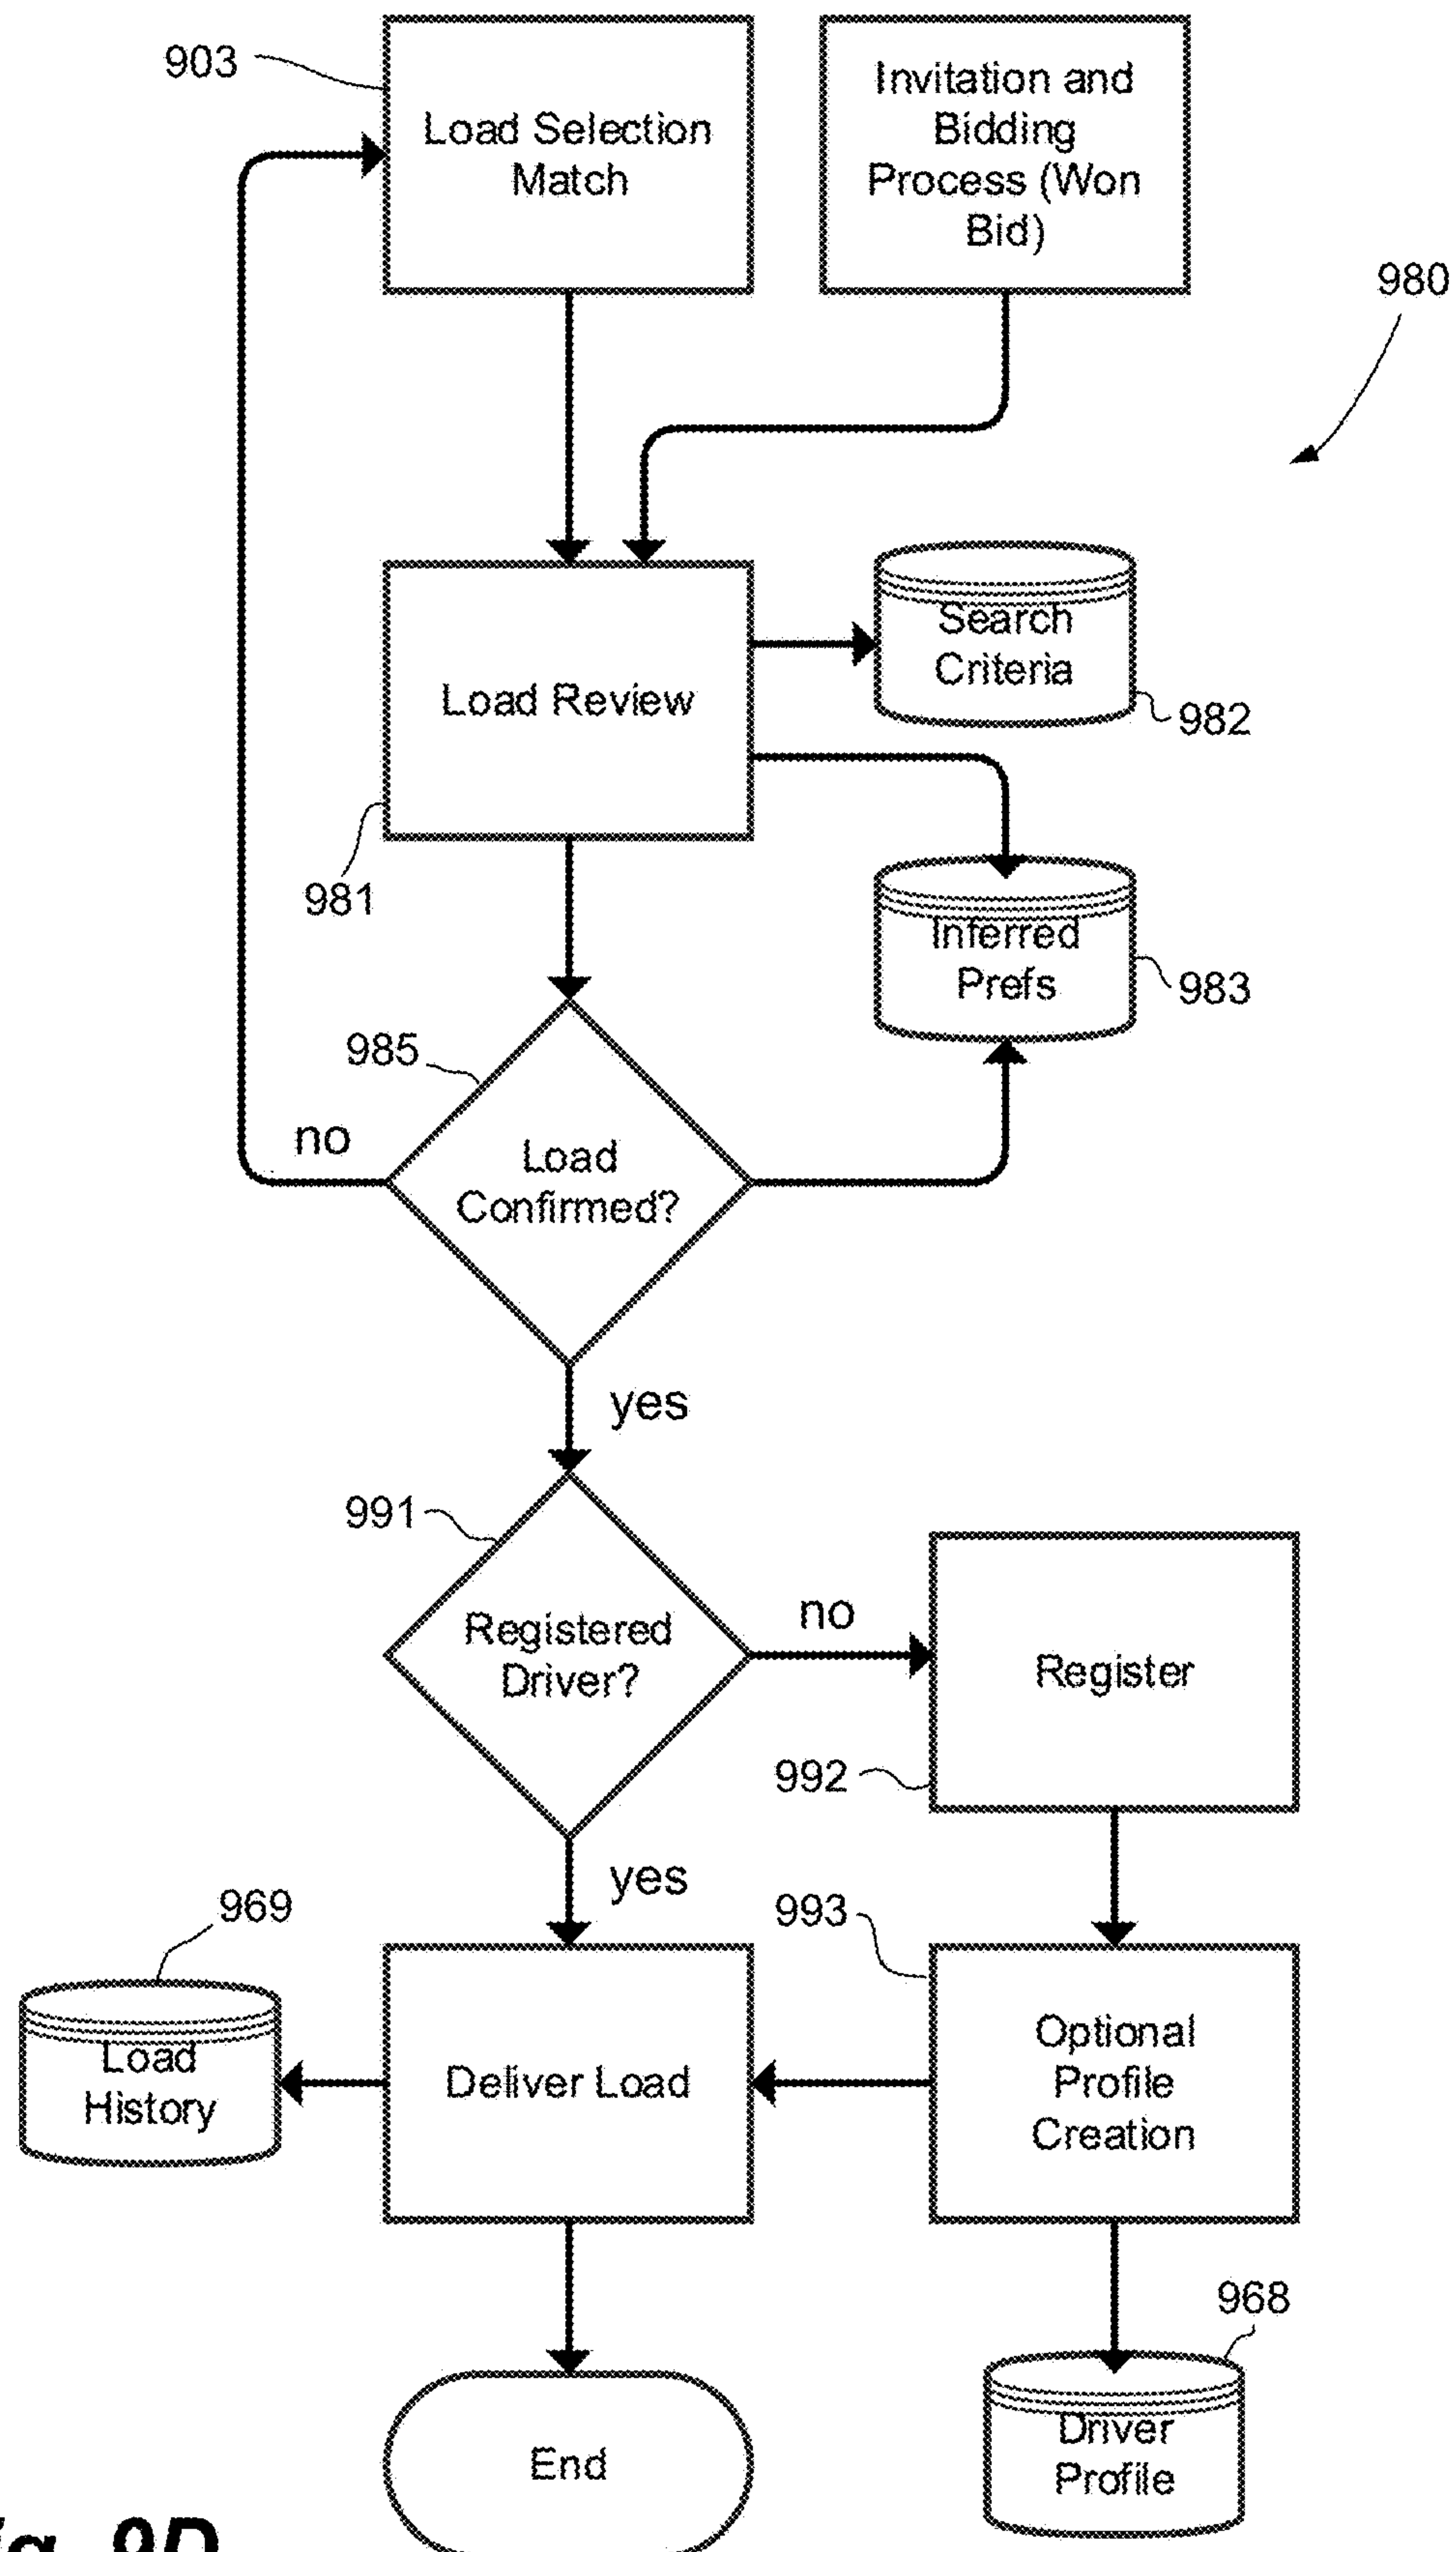 903
Load Selection
Match
Invitation and
Bidding
Process (Won
Bid)
980
Load Review
981
Search
Criteria
982
Inferred
Prefs
983
985
no
Load
Confirmed?
yes
991
Registered
Driver?
no
Register
992
yes
969
Load
History
Deliver Load
993
Optional
Profile
Creation
968
Driver
Profile
End
9D